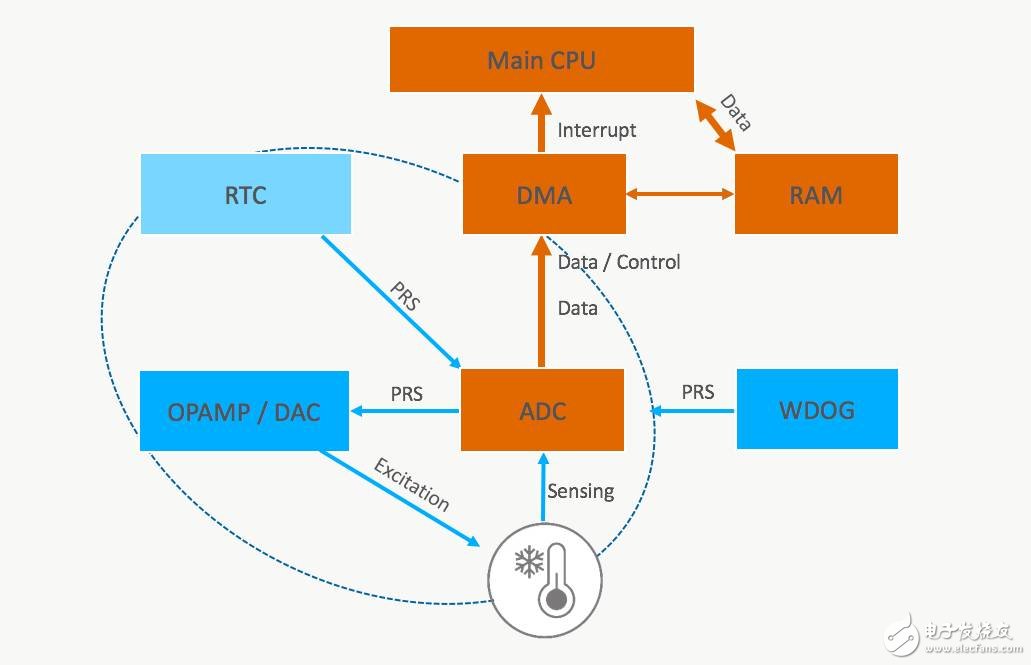 Main CPU
Interrupt
Data
RTC
DMA
RAM
Data / Control
PRS
Data
OPAMP / DAC
PRS
ADC
PRS
WDOG
Excitation
Sensing
电子发烧友
www.elecfans.com